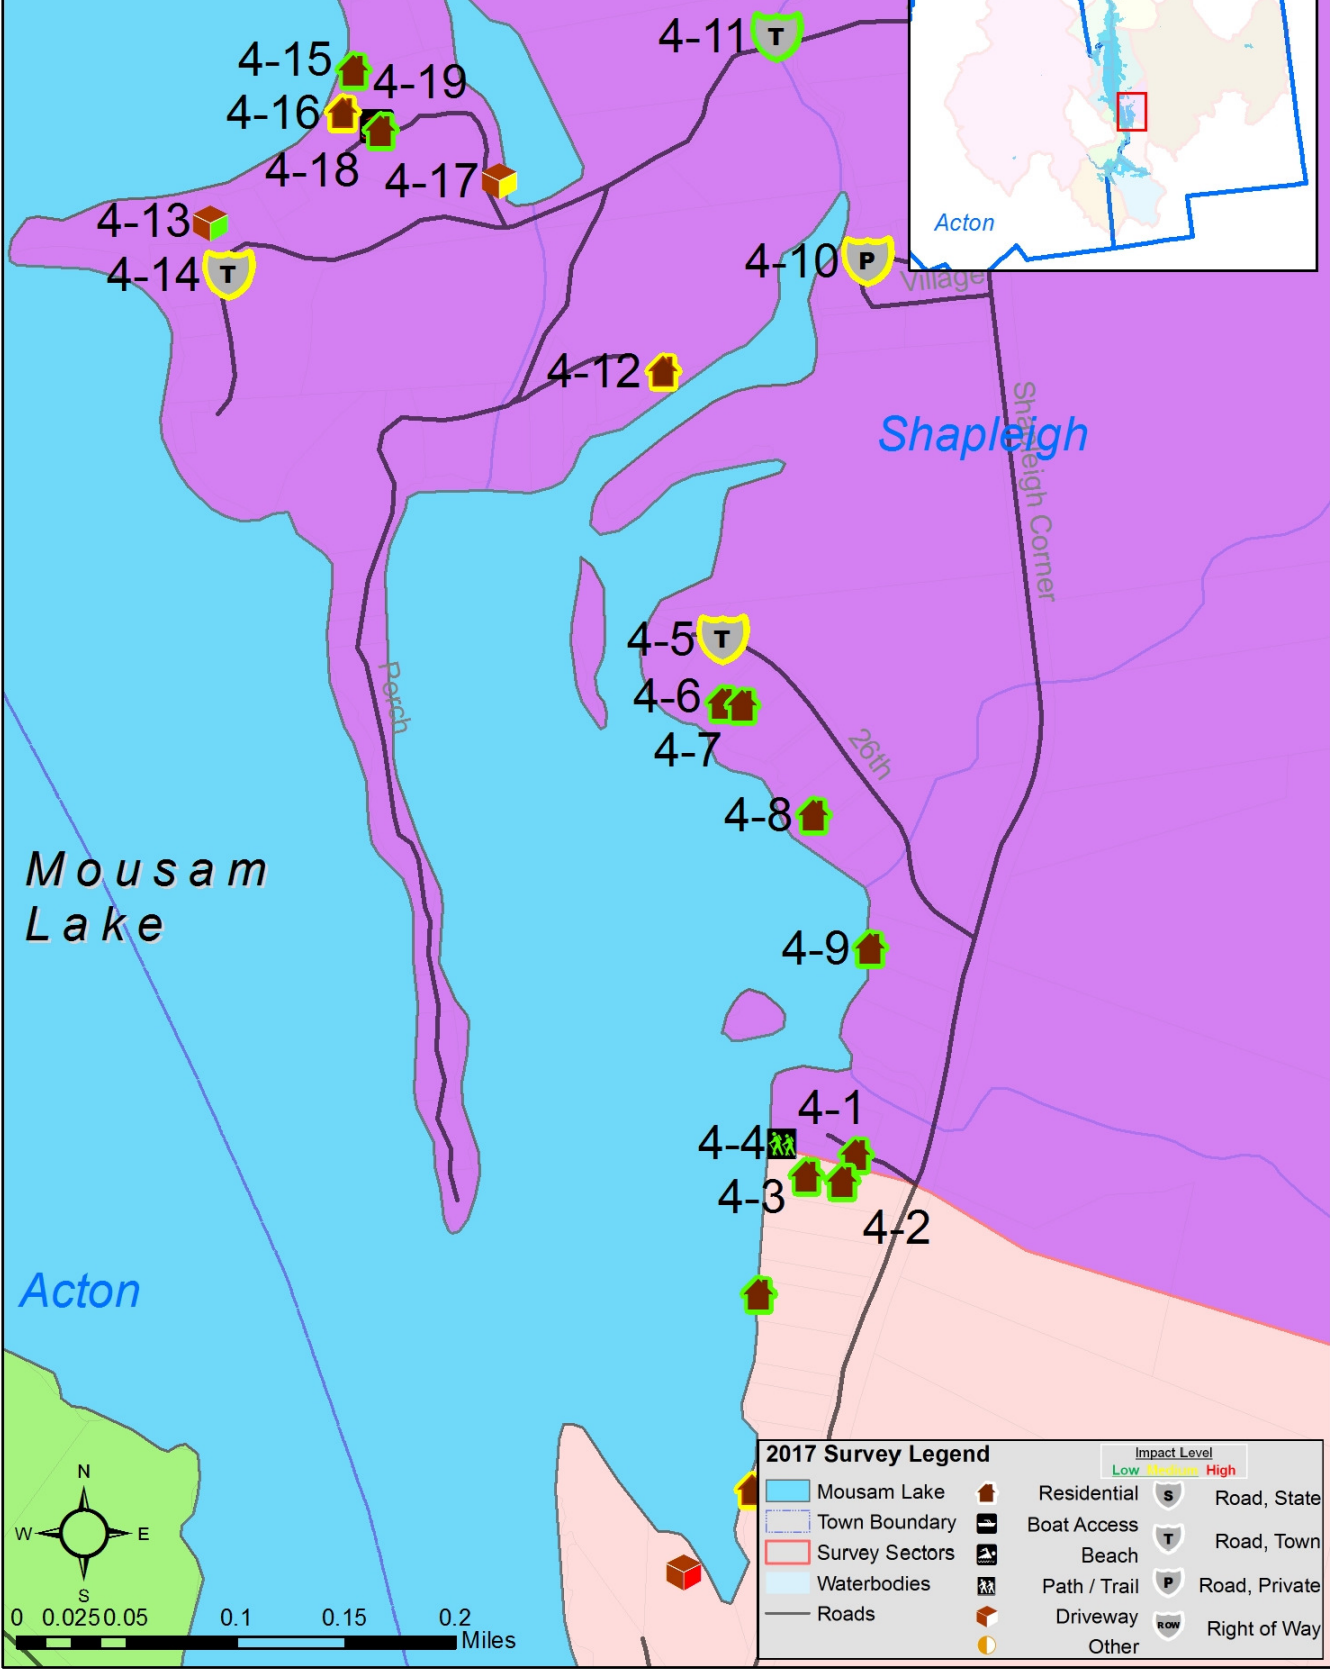 4-11
T
4-15
4-19
4-16
4-18
4-17
Acton
4-13
4-14
T
4-10
P
Village
4-12
Shapleigh
Shapleigh Corner
4-5
T
Perch
4-6
4-7
26th
4-8
Mousam
Lake
4-9
4-1
4-4
4-3
4-2
Acton
2017 Survey Legend
Impact Level
Low Medium High
Mousam Lake
Town Boundary
Survey Sectors
Waterbodies
Roads
Residential
Boat Access
Beach
Path / Trail
Driveway
Other
S Road, State
T Road, Town
P Road, Private
ROW Right of Way
N
W E
S
0 0.025 0.05 0.1 0.15 0.2
Miles